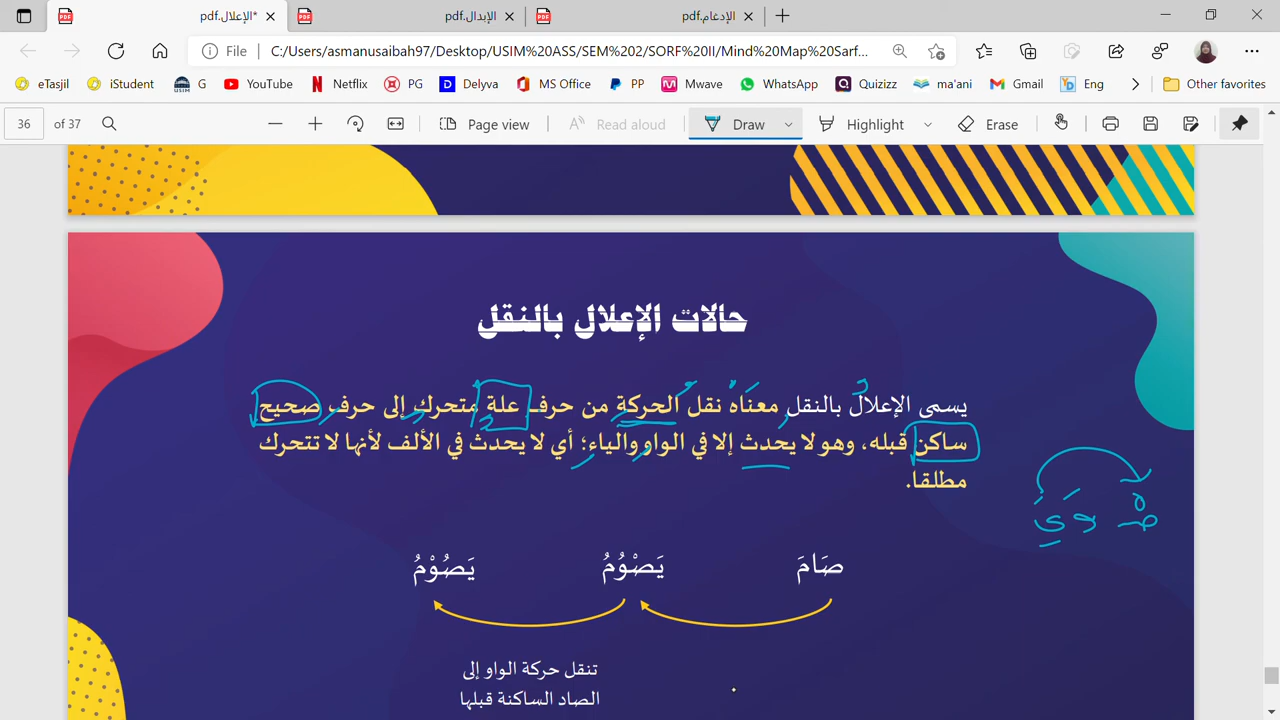 الإعلال.pdf*
الإبدال.pdf
الإدغام.pdf
File C:/Users/asmanusaibah97/Desktop/USIM%20ASS/SEM%202/SORF%20II/Mind%20Map%20Sarf...
eTasjil iStudent USIM G YouTube Netflix PG Delyva MS Office PP Mwave WhatsApp Quizizz ma'ani Gmail Eng Other favorites
36 of 37 Page view Read aloud Draw Highlight Erase
حالات الإعلال بالنقل
يسمى الإعلال بالنقل معناه نقل الحركة من حرف علة متحرك إلى حرف صحيح
ساكن قبله، وهو لا يحدث إلا في الواو والياء؛ أي لا يحدث في الألف لأنها لا تتحرك
مطلقا.
صَامَ يَصْوُمُ يَصُوْمُ
تنقل حركة الواو إلى
الصاد الساكنة قبلها